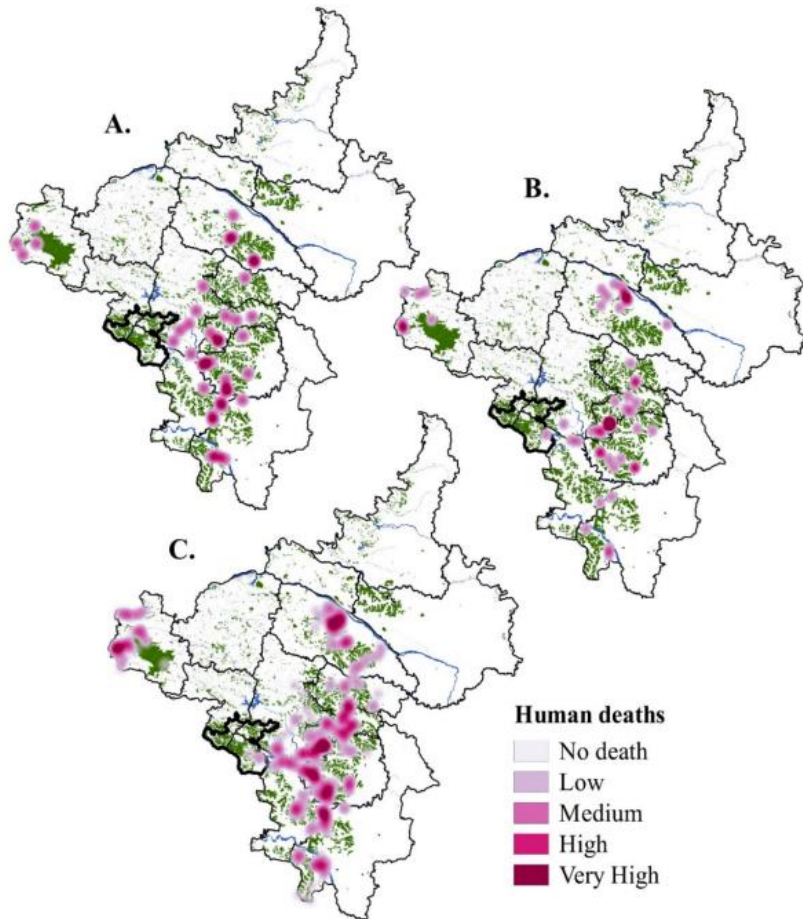 A.
B.
C.
Human deaths
No death
Low
Medium
High
Very High